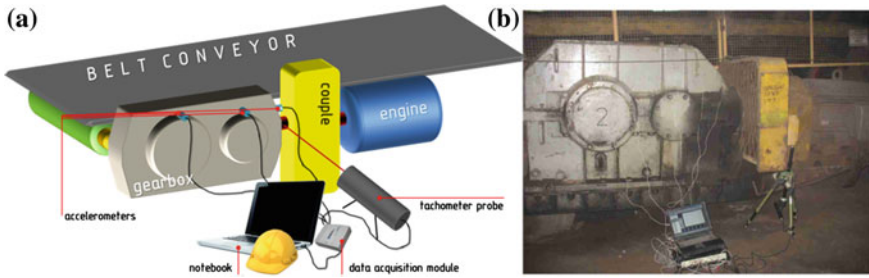 (a)
BELT CONVEYOR
couple
engine
gearbox
accelerometers
tachometer probe
notebook
data acquisition module
(b)
2